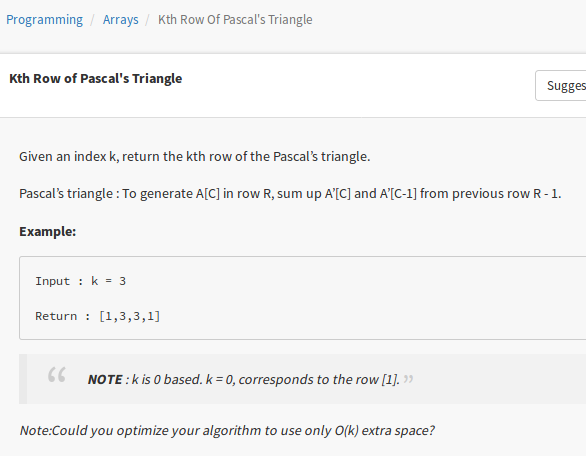 Programming / Arrays / Kth Row Of Pascal's Triangle
Kth Row of Pascal's Triangle
Sugges
Given an index k, return the kth row of the Pascal’s triangle.
Pascal’s triangle : To generate A[C] in row R, sum up A’[C] and A’[C-1] from previous row R - 1.
Example:
Input : k = 3
Return : [1,3,3,1]
“ NOTE : k is 0 based. k = 0, corresponds to the row [1]. ”
Note:Could you optimize your algorithm to use only O(k) extra space?